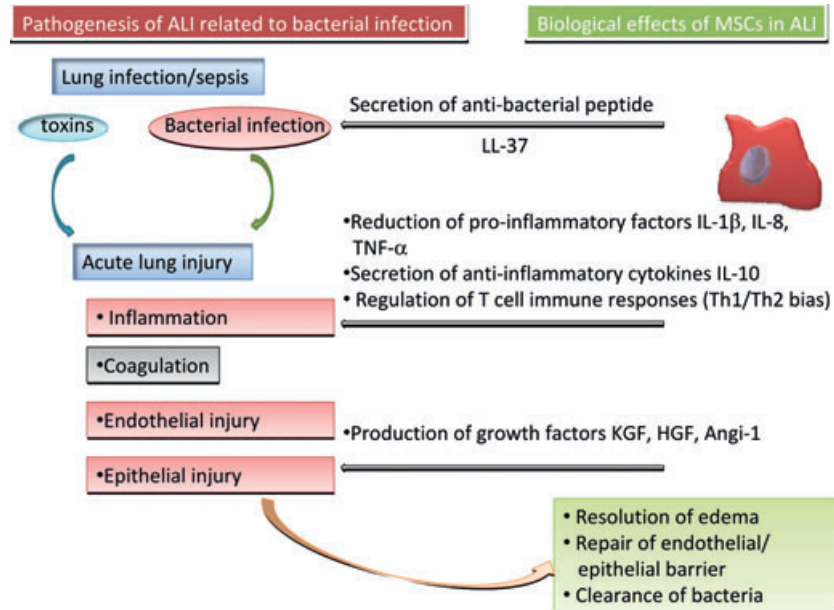 Pathogenesis of ALI related to bacterial infection
Biological effects of MSCs in ALI
Lung infection/sepsis
toxins
Bacterial infection
Secretion of anti-bacterial peptide
LL-37
•Reduction of pro-inflammatory factors IL-1β, IL-8,
TNF-α
•Secretion of anti-inflammatory cytokines IL-10
• Regulation of T cell immune responses (Th1/Th2 bias)
Acute lung injury
• Inflammation
•Coagulation
•Endothelial injury
•Production of growth factors KGF, HGF, Angi-1
•Epithelial injury
• Resolution of edema
• Repair of endothelial/
epithelial barrier
• Clearance of bacteria